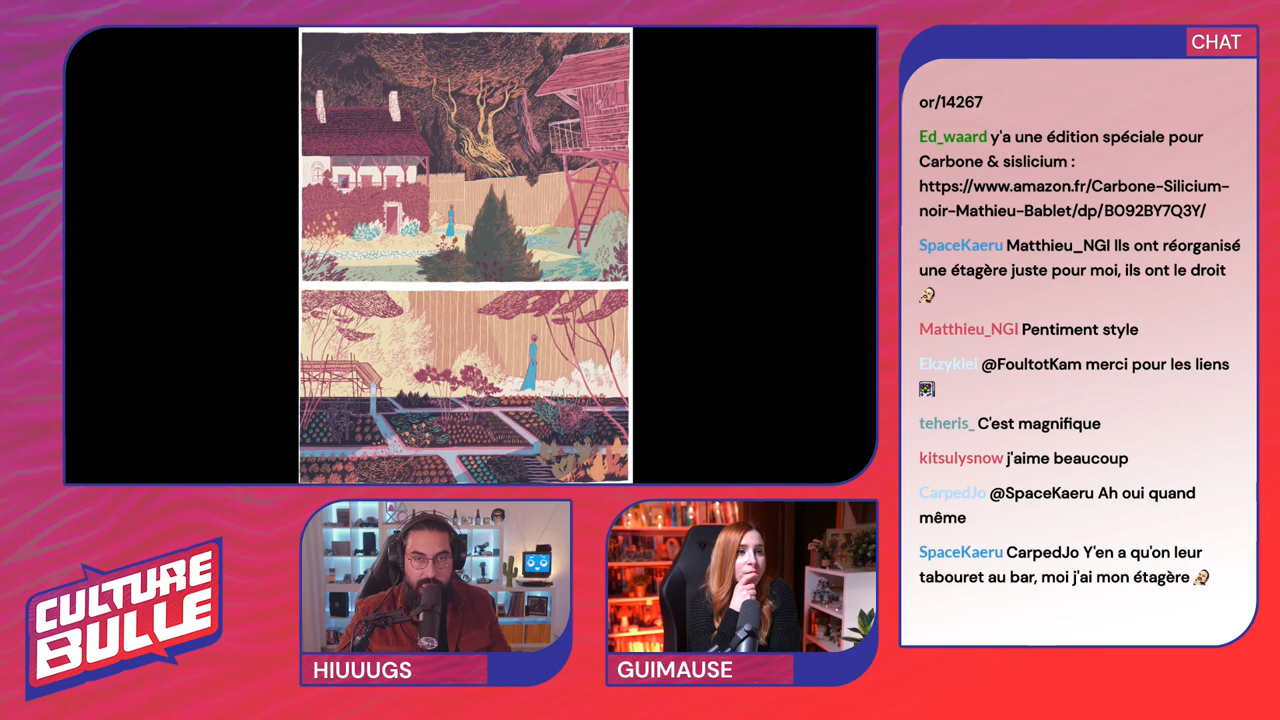 CHAT
or/14267
Ed_waard y'a une édition spéciale pour
Carbone & sislicium :
https://www.amazon.fr/Carbone-Silicium-
noir-Mathieu-Bablet/dp/B092BY7Q3Y/
SpaceKaeru Matthieu_NGI Ils ont réorganisé
une étagère juste pour moi, ils ont le droit
Matthieu_NGI Pentiment style
Ekzykiel @FoultotKam merci pour les liens
teheris_ C'est magnifique
kitsulysnow j'aime beaucoup
CarpedJo @SpaceKaeru Ah oui quand
même
SpaceKaeru CarpedJo Y'en a qu'on leur
tabouret au bar, moi j'ai mon étagère
CULTURE
BULLE
HIUUUGS
GUIMAUSE